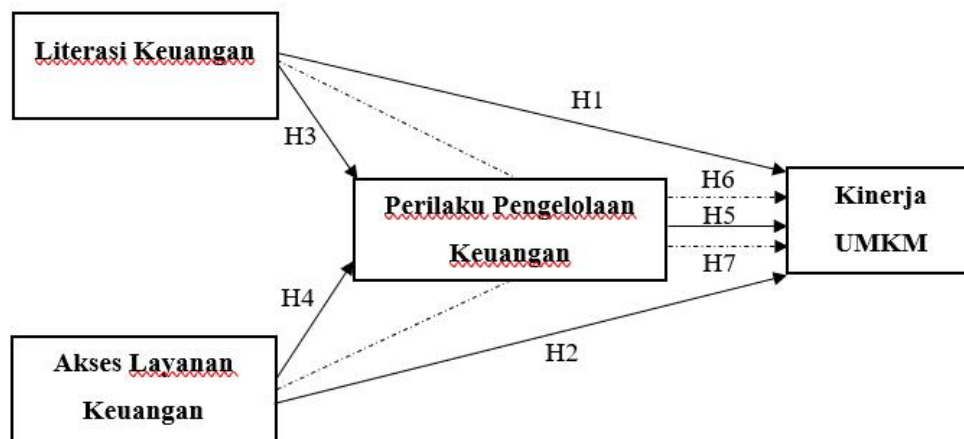 Literasi Keuangan
H1
H3
Perilaku Pengelolaan
Keuangan
H6
H5
H7
Kinerja
UMKM
H4
H2
Akses Layanan
Keuangan